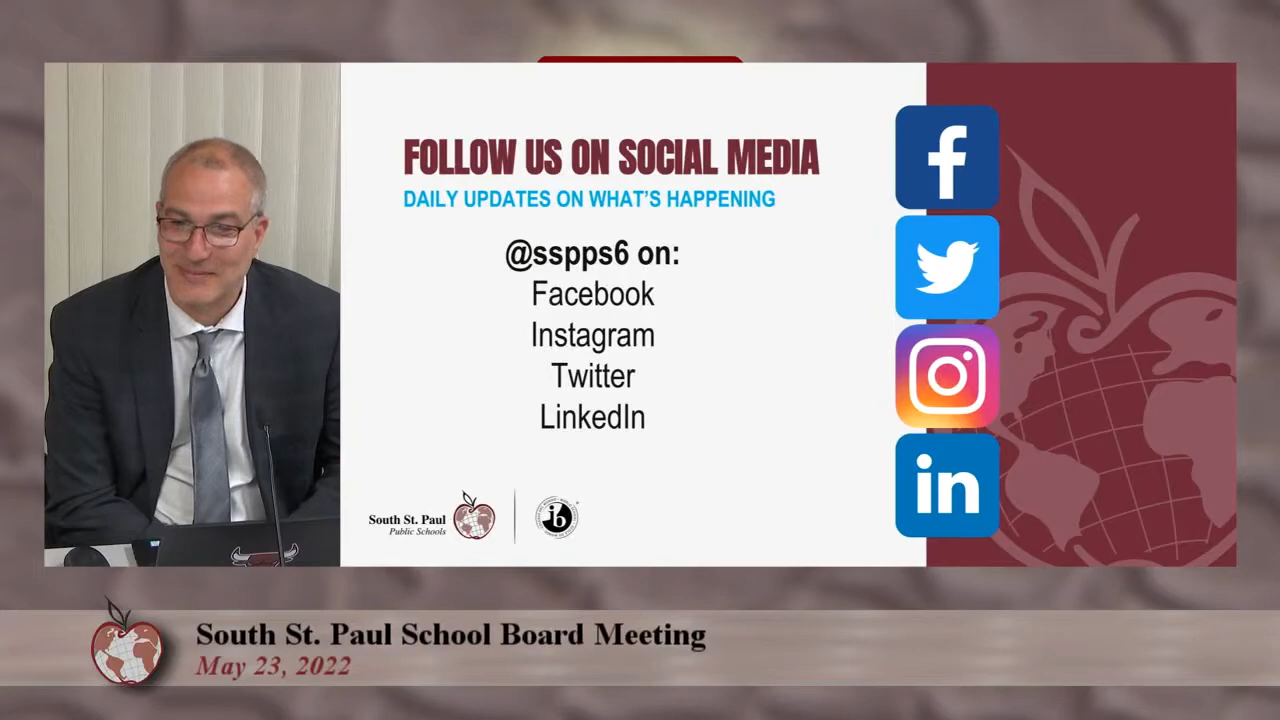 FOLLOW US ON SOCIAL MEDIA
DAILY UPDATES ON WHAT'S HAPPENING
@sspps6 on:
Facebook
Instagram
Twitter
LinkedIn
f
in
South St. Paul
Public Schools
ib
South St. Paul School Board Meeting
May 23, 2022